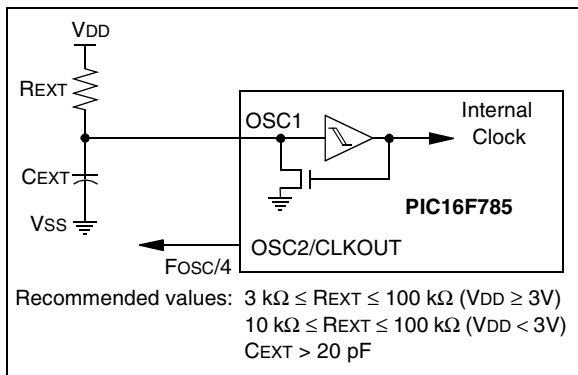 VDD
REXT
OSC1
Internal
Clock
CEXT
PIC16F785
VSS
OSC2/CLKOUT
FOSC/4
Recommended values: 3 kΩ ≤ REXT ≤ 100 kΩ (VDD ≥ 3V)
10 kΩ ≤ REXT ≤ 100 kΩ (VDD < 3V)
CEXT > 20 pF